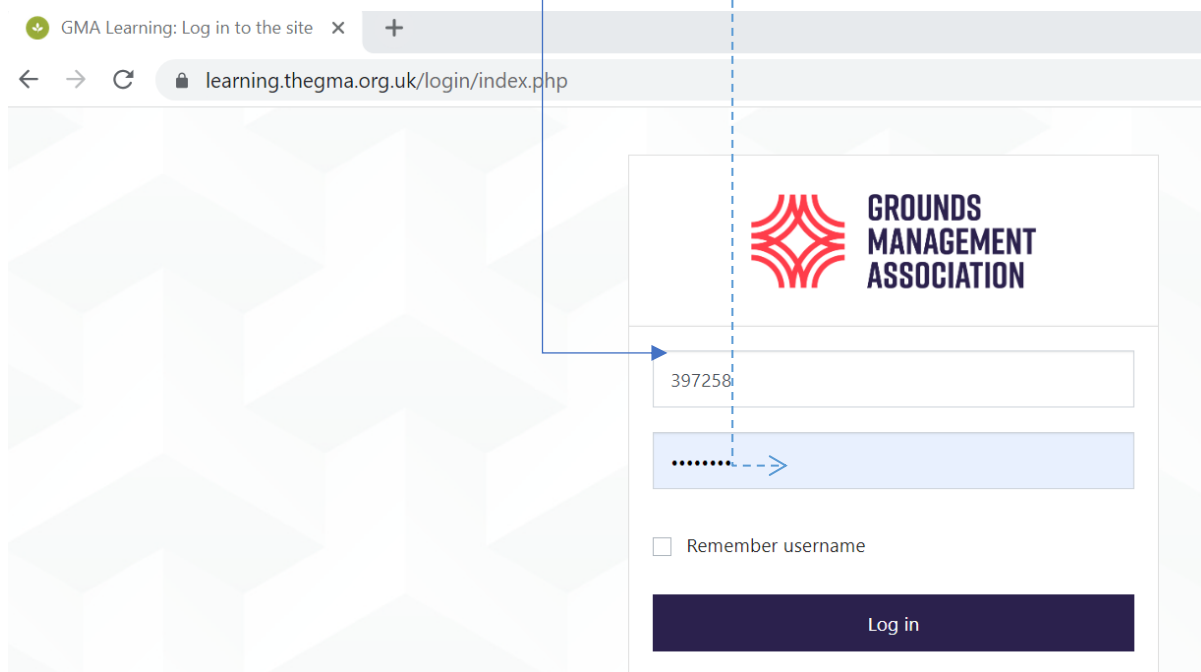 GMA Learning: Log in to the site
learning.thegma.org.uk/login/index.php
GROUNDS
MANAGEMENT
ASSOCIATION
397258
••••••••
Remember username
Log in